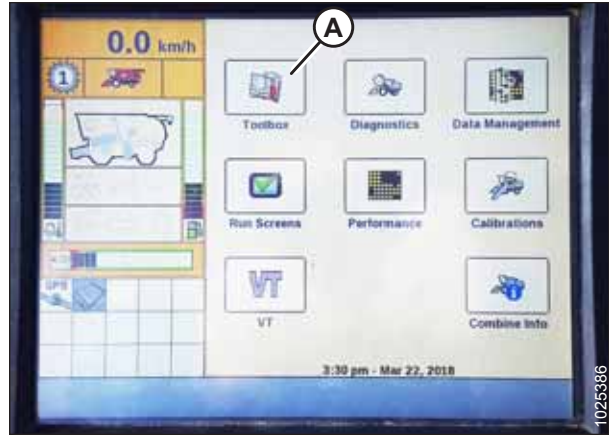 A
0.0 km/h
1
Toolbox
Diagnostics
Data Management
Run Screens
Performance
Calibrations
GPS
VT
VT
Combine Info
3:30 pm - Mar 22, 2018
1025386